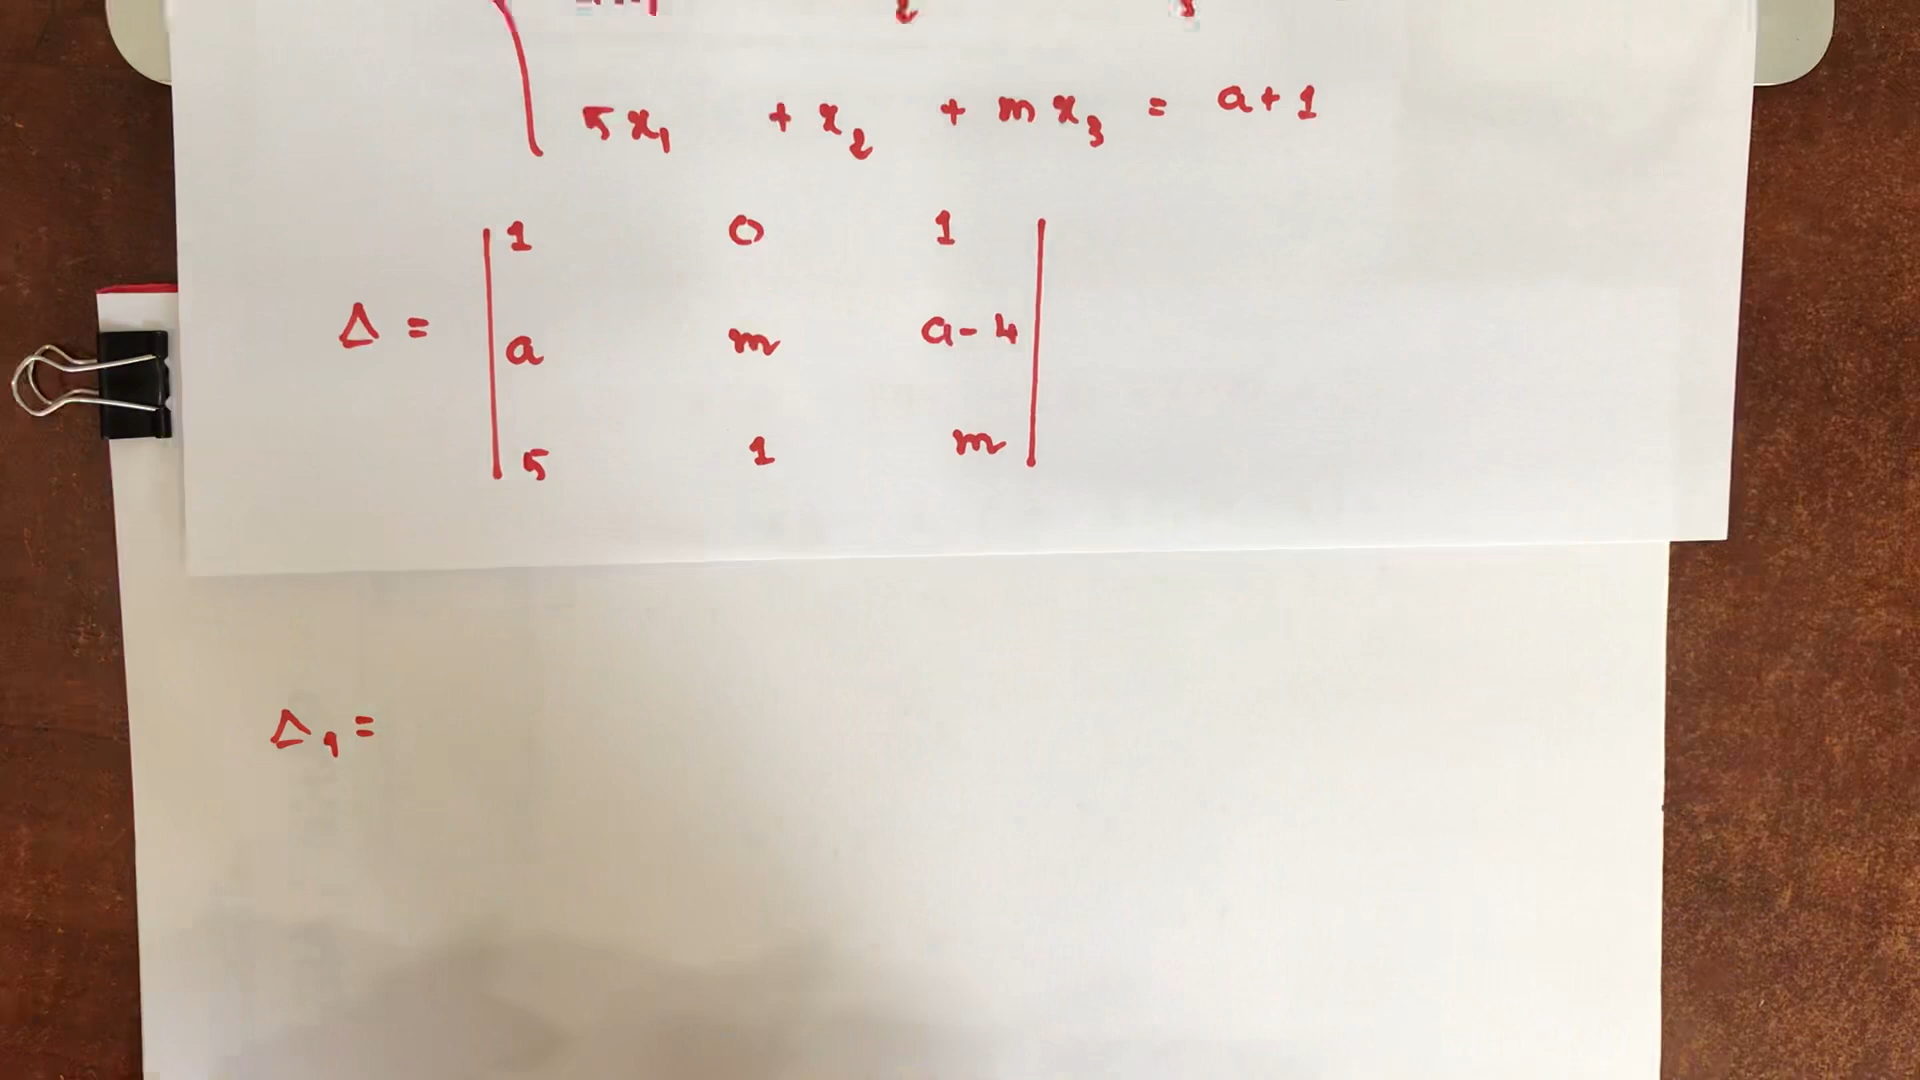 5x₁ + x₂ + mx₃ = a+1
1 0 1
Δ = a m a-4
5 1 m
Δ₁ =